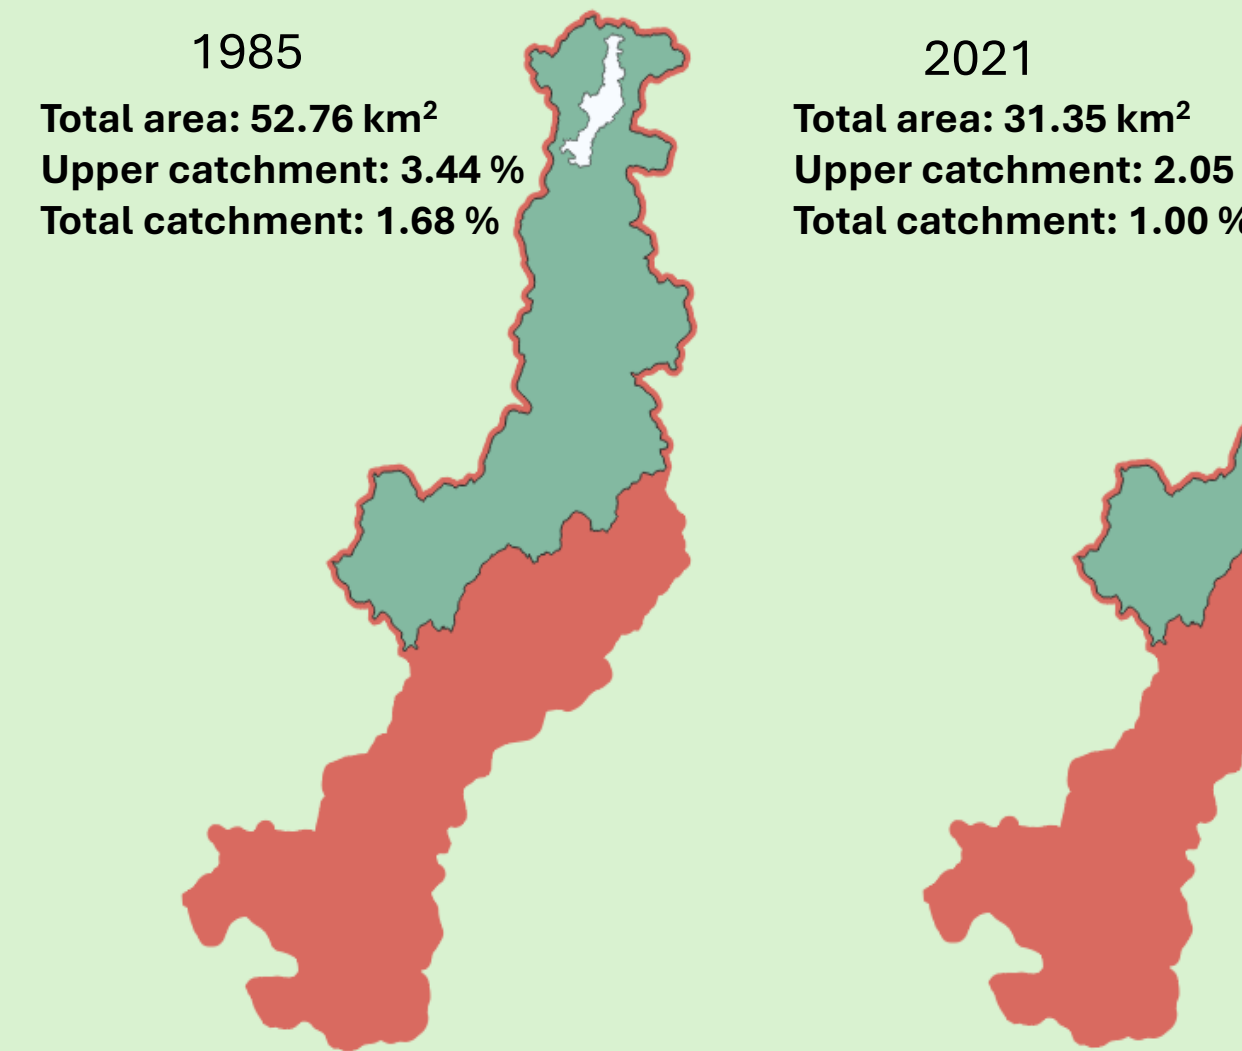 1985
Total area: 52.76 km²
Upper catchment: 3.44 %
Total catchment: 1.68 %
2021
Total area: 31.35 km²
Upper catchment: 2.05
Total catchment: 1.00 %